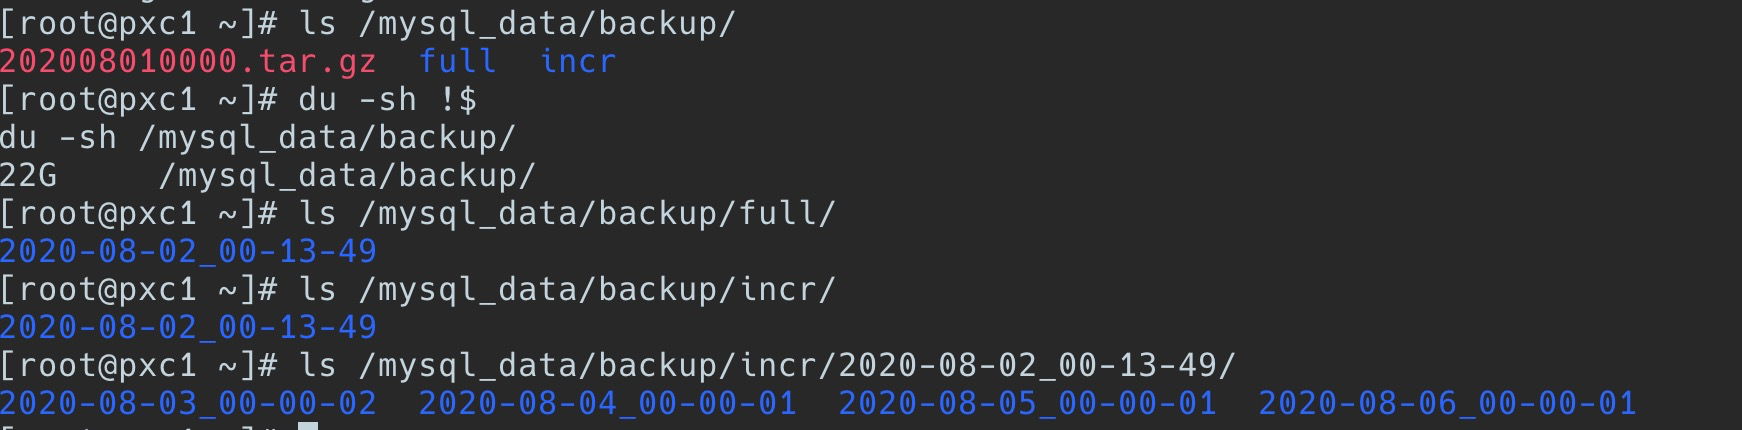 [root@pxc1 ~]# ls /mysql_data/backup/
202008010000.tar.gz  full  incr
[root@pxc1 ~]# du -sh !$
du -sh /mysql_data/backup/
22G     /mysql_data/backup/
[root@pxc1 ~]# ls /mysql_data/backup/full/
2020-08-02_00-13-49
[root@pxc1 ~]# ls /mysql_data/backup/incr/
2020-08-02_00-13-49
[root@pxc1 ~]# ls /mysql_data/backup/incr/2020-08-02_00-13-49/
2020-08-03_00-00-02  2020-08-04_00-00-01  2020-08-05_00-00-01  2020-08-06_00-00-01